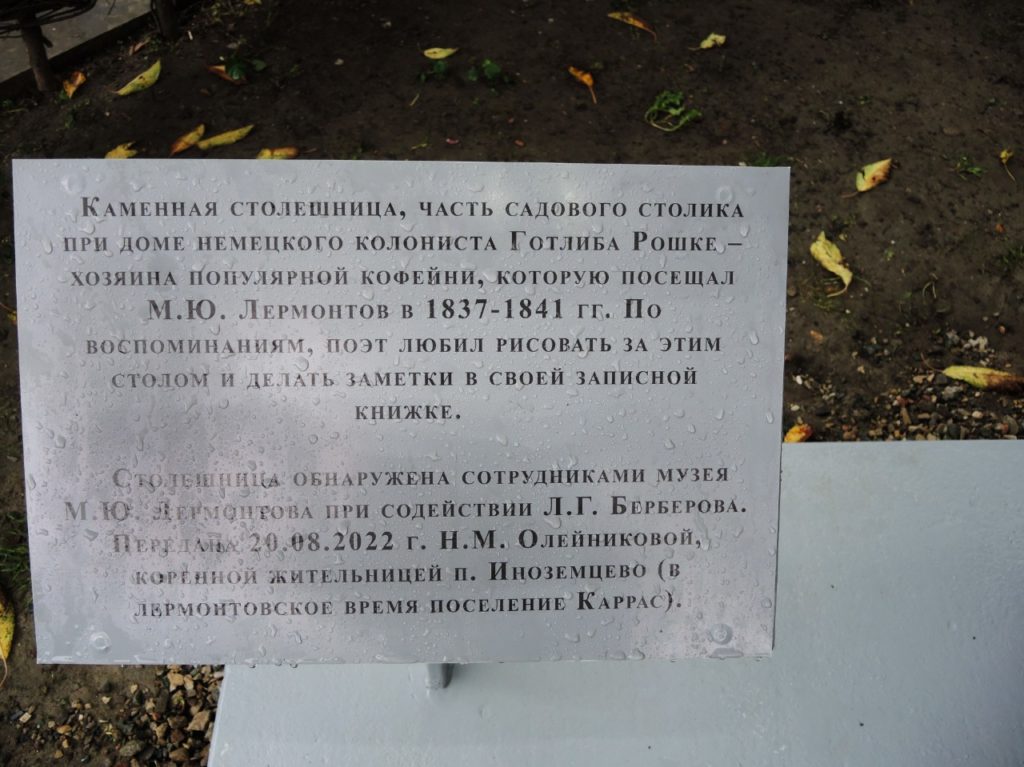 Каменная столешница, часть садового столика
при доме немецкого колониста Готлиба Рошке –
хозяина популярной кофейни, которую посещал
М.Ю. Лермонтов в 1837-1841 гг. По
воспоминаниям, поэт любил рисовать за этим
столом и делать заметки в своей записной
книжке.
Столешница обнаружена сотрудниками музея
М.Ю. Лермонтова при содействии Л.Г. Берберова.
Передана 20.08.2022 г. Н.М. Олейниковой,
коренной жительницей п. Иноземцево (в
лермонтовское время поселение Каррас).